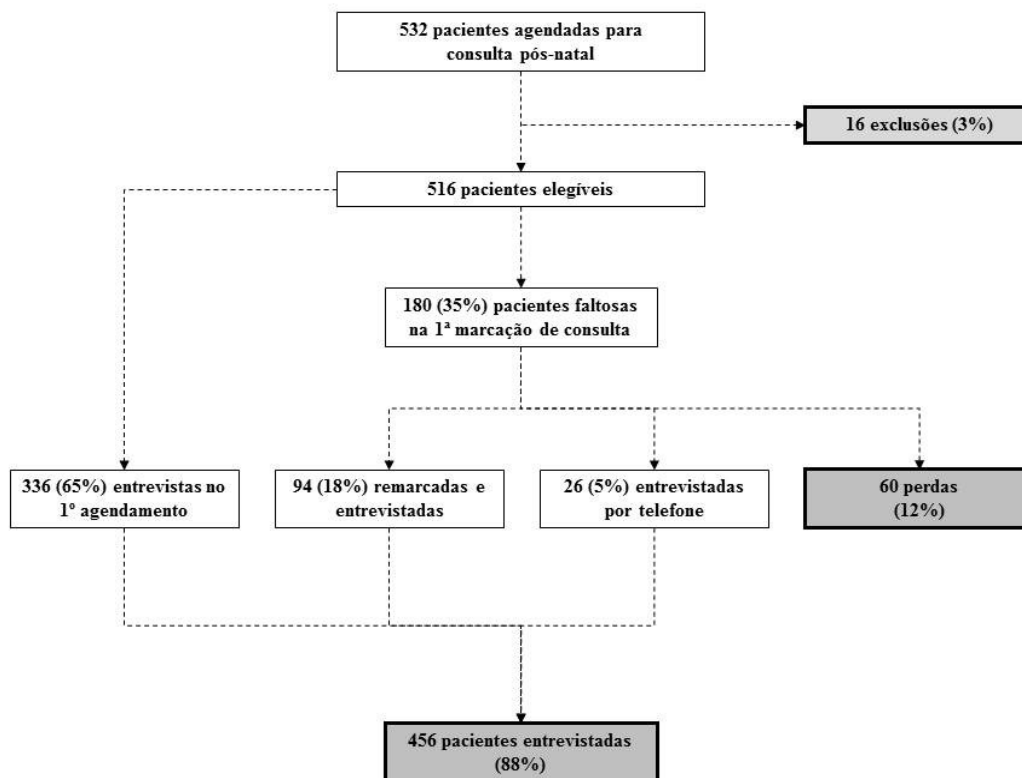 532 pacientes agendadas para
consulta pós-natal
16 exclusões (3%)
516 pacientes elegíveis
180 (35%) pacientes faltosas
na 1ª marcação de consulta
336 (65%) entrevistas no
1º agendamento
94 (18%) remarcadas e
entrevistadas
26 (5%) entrevistadas
por telefone
60 perdas
(12%)
456 pacientes entrevistadas
(88%)